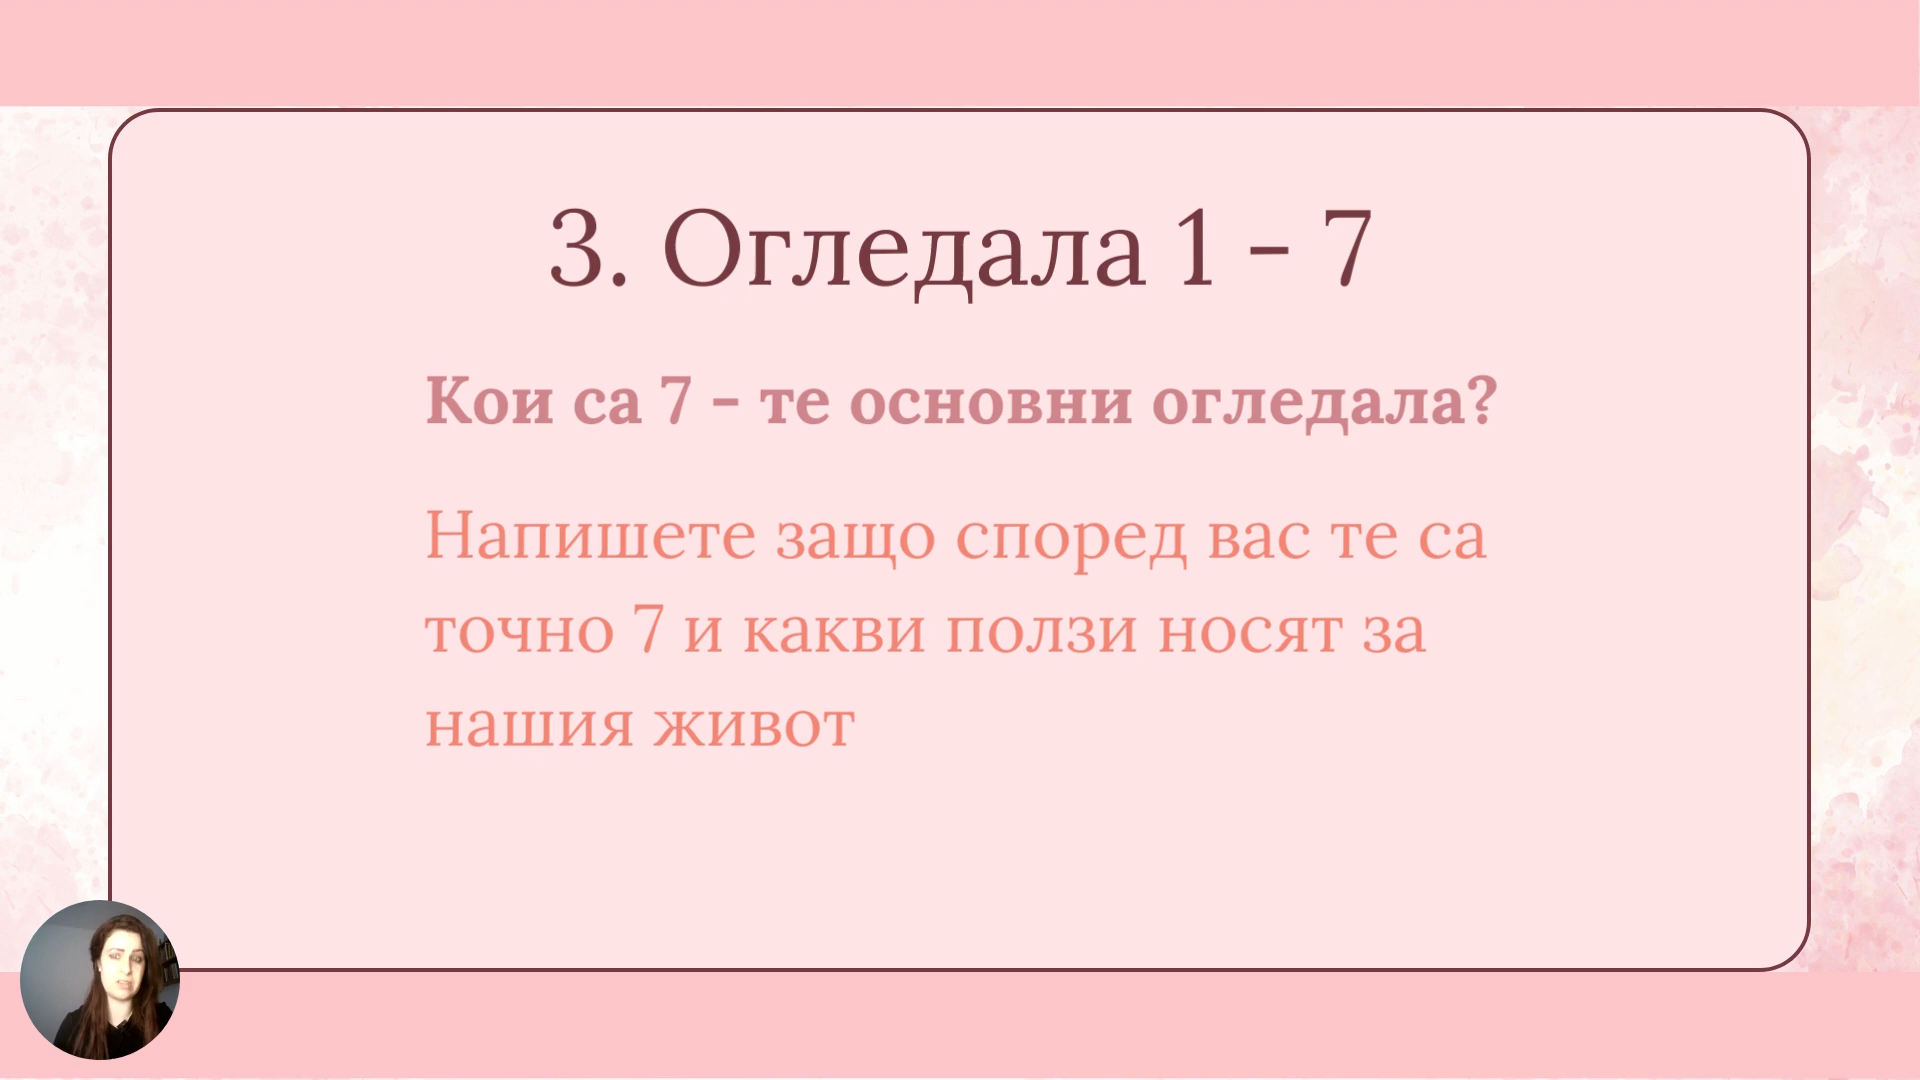 3. Огледала 1 - 7
Кои са 7 - те основни огледала?
Напишете защо според вас те са
точно 7 и какви ползи носят за
нашия живот